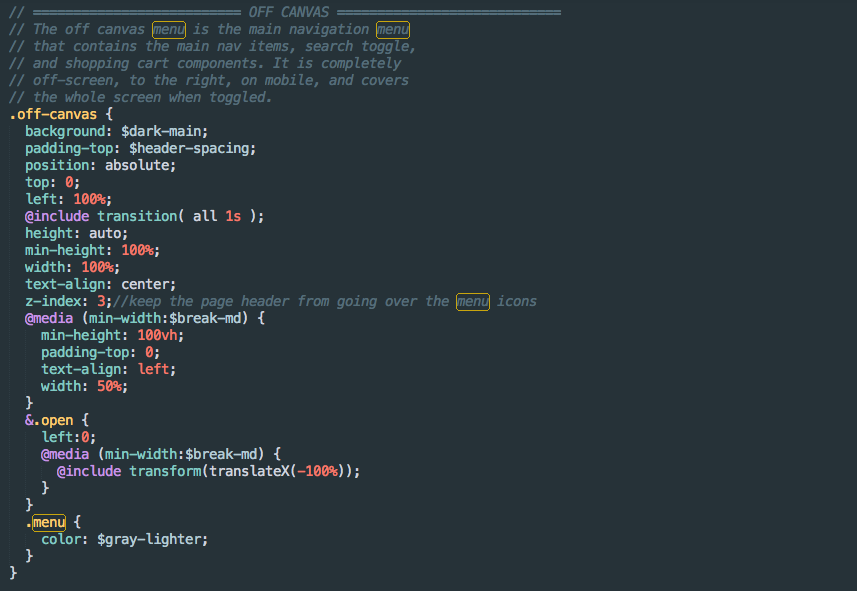 // ========================== OFF CANVAS ============================
// The off canvas menu is the main navigation menu
// that contains the main nav items, search toggle,
// and shopping cart components. It is completely
// off-screen, to the right, on mobile, and covers
// the whole screen when toggled.
.off-canvas {
  background: $dark-main;
  padding-top: $header-spacing;
  position: absolute;
  top: 0;
  left: 100%;
  @include transition( all 1s );
  height: auto;
  min-height: 100%;
  width: 100%;
  text-align: center;
  z-index: 3;//keep the page header from going over the menu icons
  @media (min-width:$break-md) {
    min-height: 100vh;
    padding-top: 0;
    text-align: left;
    width: 50%;
  }
  &.open {
    left:0;
    @media (min-width:$break-md) {
      @include transform(translateX(-100%));
    }
  }
  .menu {
    color: $gray-lighter;
  }
}